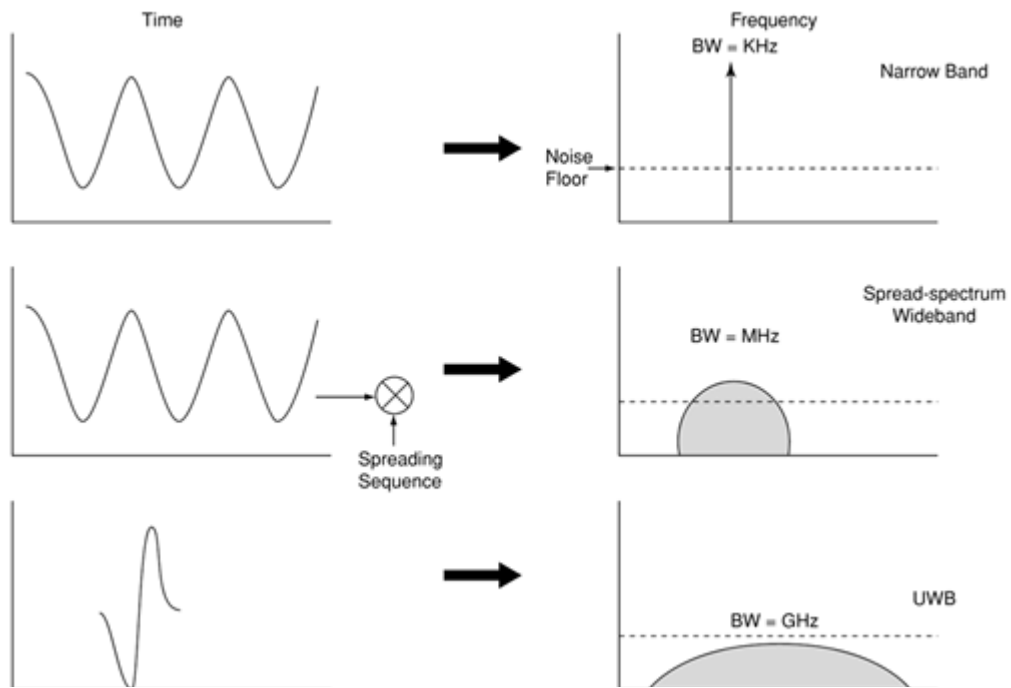 Time
Frequency
BW = KHz
Narrow Band
Noise
Floor
Spread-spectrum
Wideband
BW = MHz
Spreading
Sequence
UWB
BW = GHz